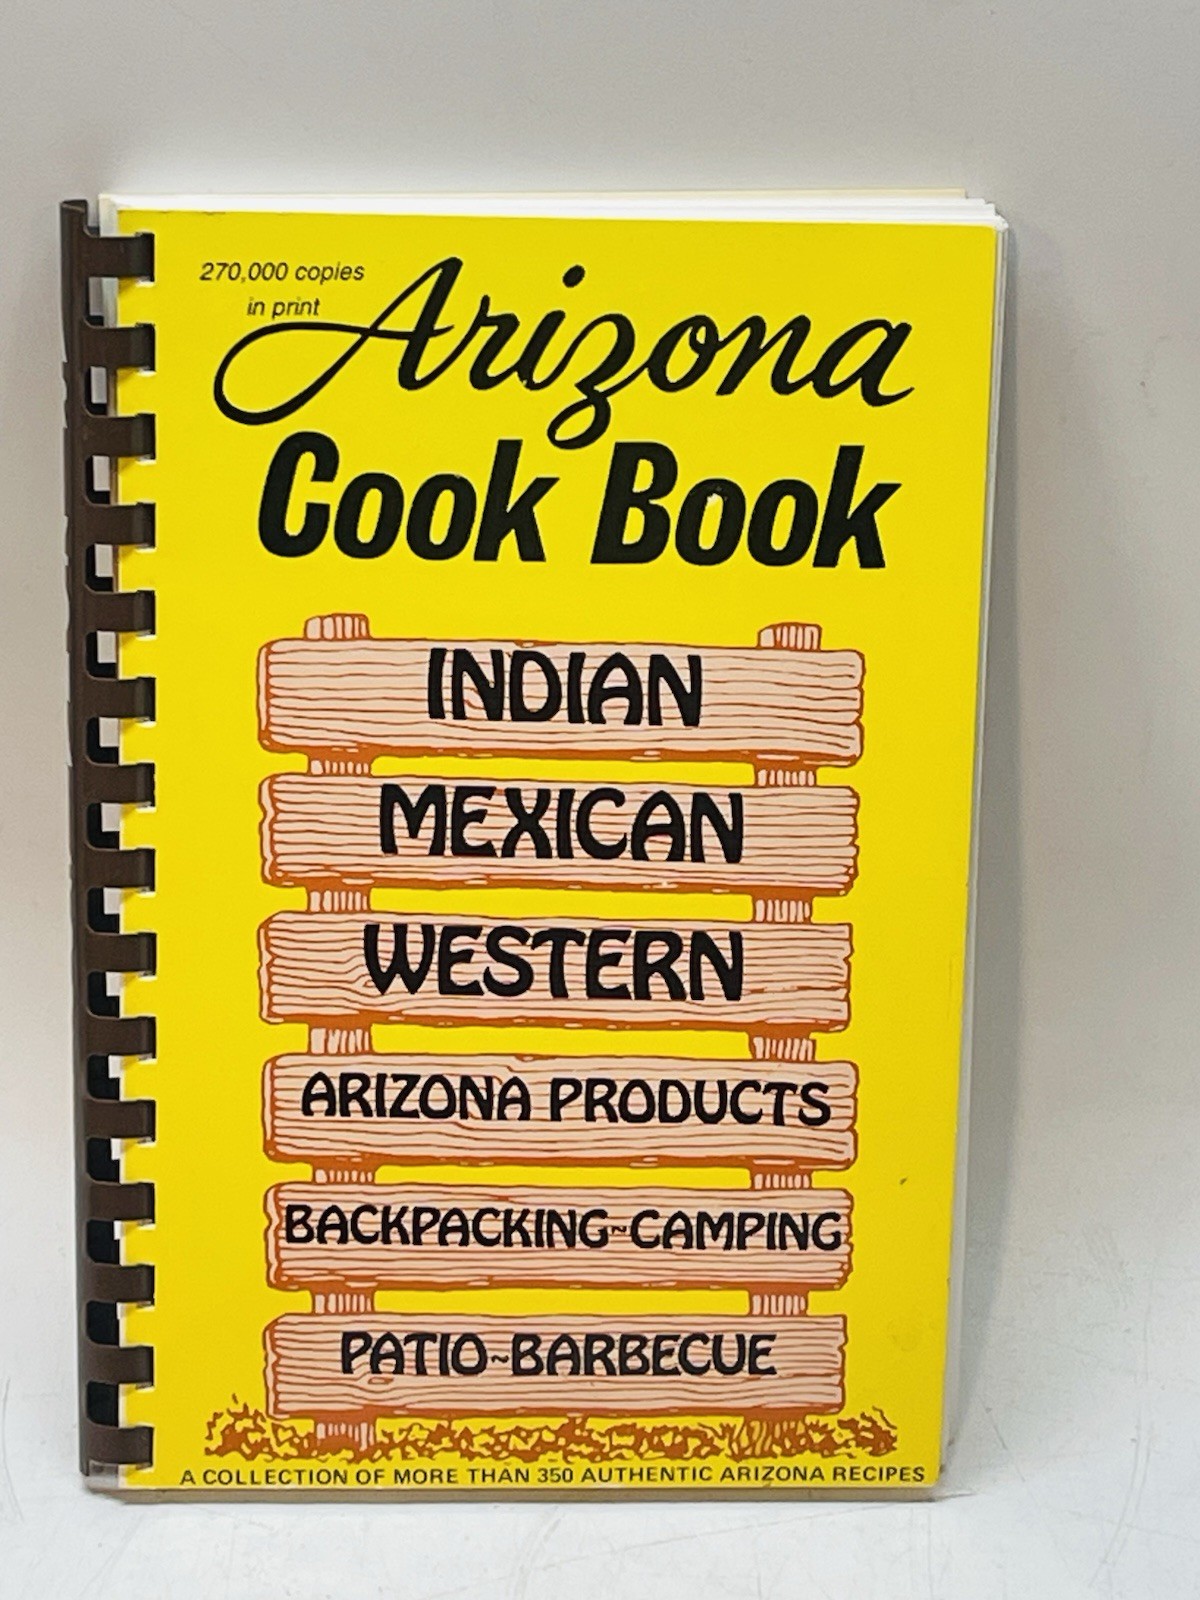 270,000 copies
in print
Arizona
Cook Book
INDIAN
MEXICAN
WESTERN
ARIZONA PRODUCTS
BACKPACKING~CAMPING
PATIO~BARBECUE
A COLLECTION OF MORE THAN 350 AUTHENTIC ARIZONA RECIPES